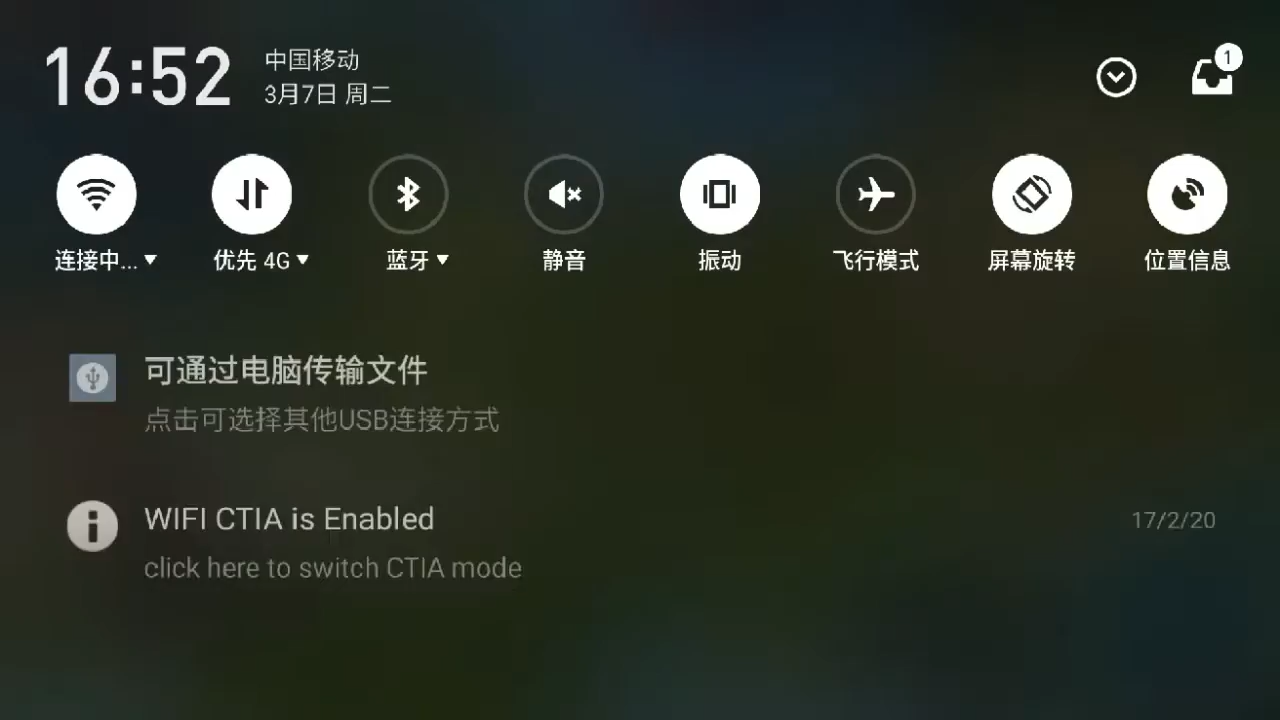 16:52
中国移动
3月7日 周二
1
连接中... 优先 4G 蓝牙 静音 振动 飞行模式 屏幕旋转 位置信息
可通过电脑传输文件
点击可选择其他USB连接方式
WIFI CTIA is Enabled
17/2/20
click here to switch CTIA mode